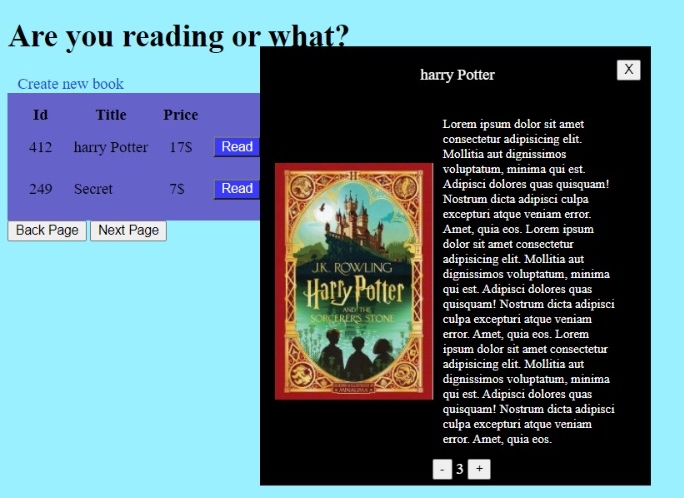 Are you reading or what?
Create new book
Id Title Price
412 harry Potter 17$ Read
249 Secret 7$ Read
Back Page Next Page
harry Potter
X
J.K. ROWLING
Harry Potter
AND THE
SORCERER'S STONE
Lorem ipsum dolor sit amet
consectetur adipisicing elit.
Mollitia aut dignissimos
voluptatum, minima qui est.
Adipisci dolores quas quisquam!
Nostrum dicta adipisci culpa
excepturi atque veniam error.
Amet, quia eos. Lorem ipsum
dolor sit amet consectetur
adipisicing elit. Mollitia aut
dignissimos voluptatum, minima
qui est. Adipisci dolores quas
quisquam! Nostrum dicta adipisci
culpa excepturi atque veniam
error. Amet, quia eos. Lorem
ipsum dolor sit amet consectetur
adipisicing elit. Mollitia aut
dignissimos voluptatum, minima
qui est. Adipisci dolores quas
quisquam! Nostrum dicta adipisci
culpa excepturi atque veniam
error. Amet, quia eos.
- 3 +